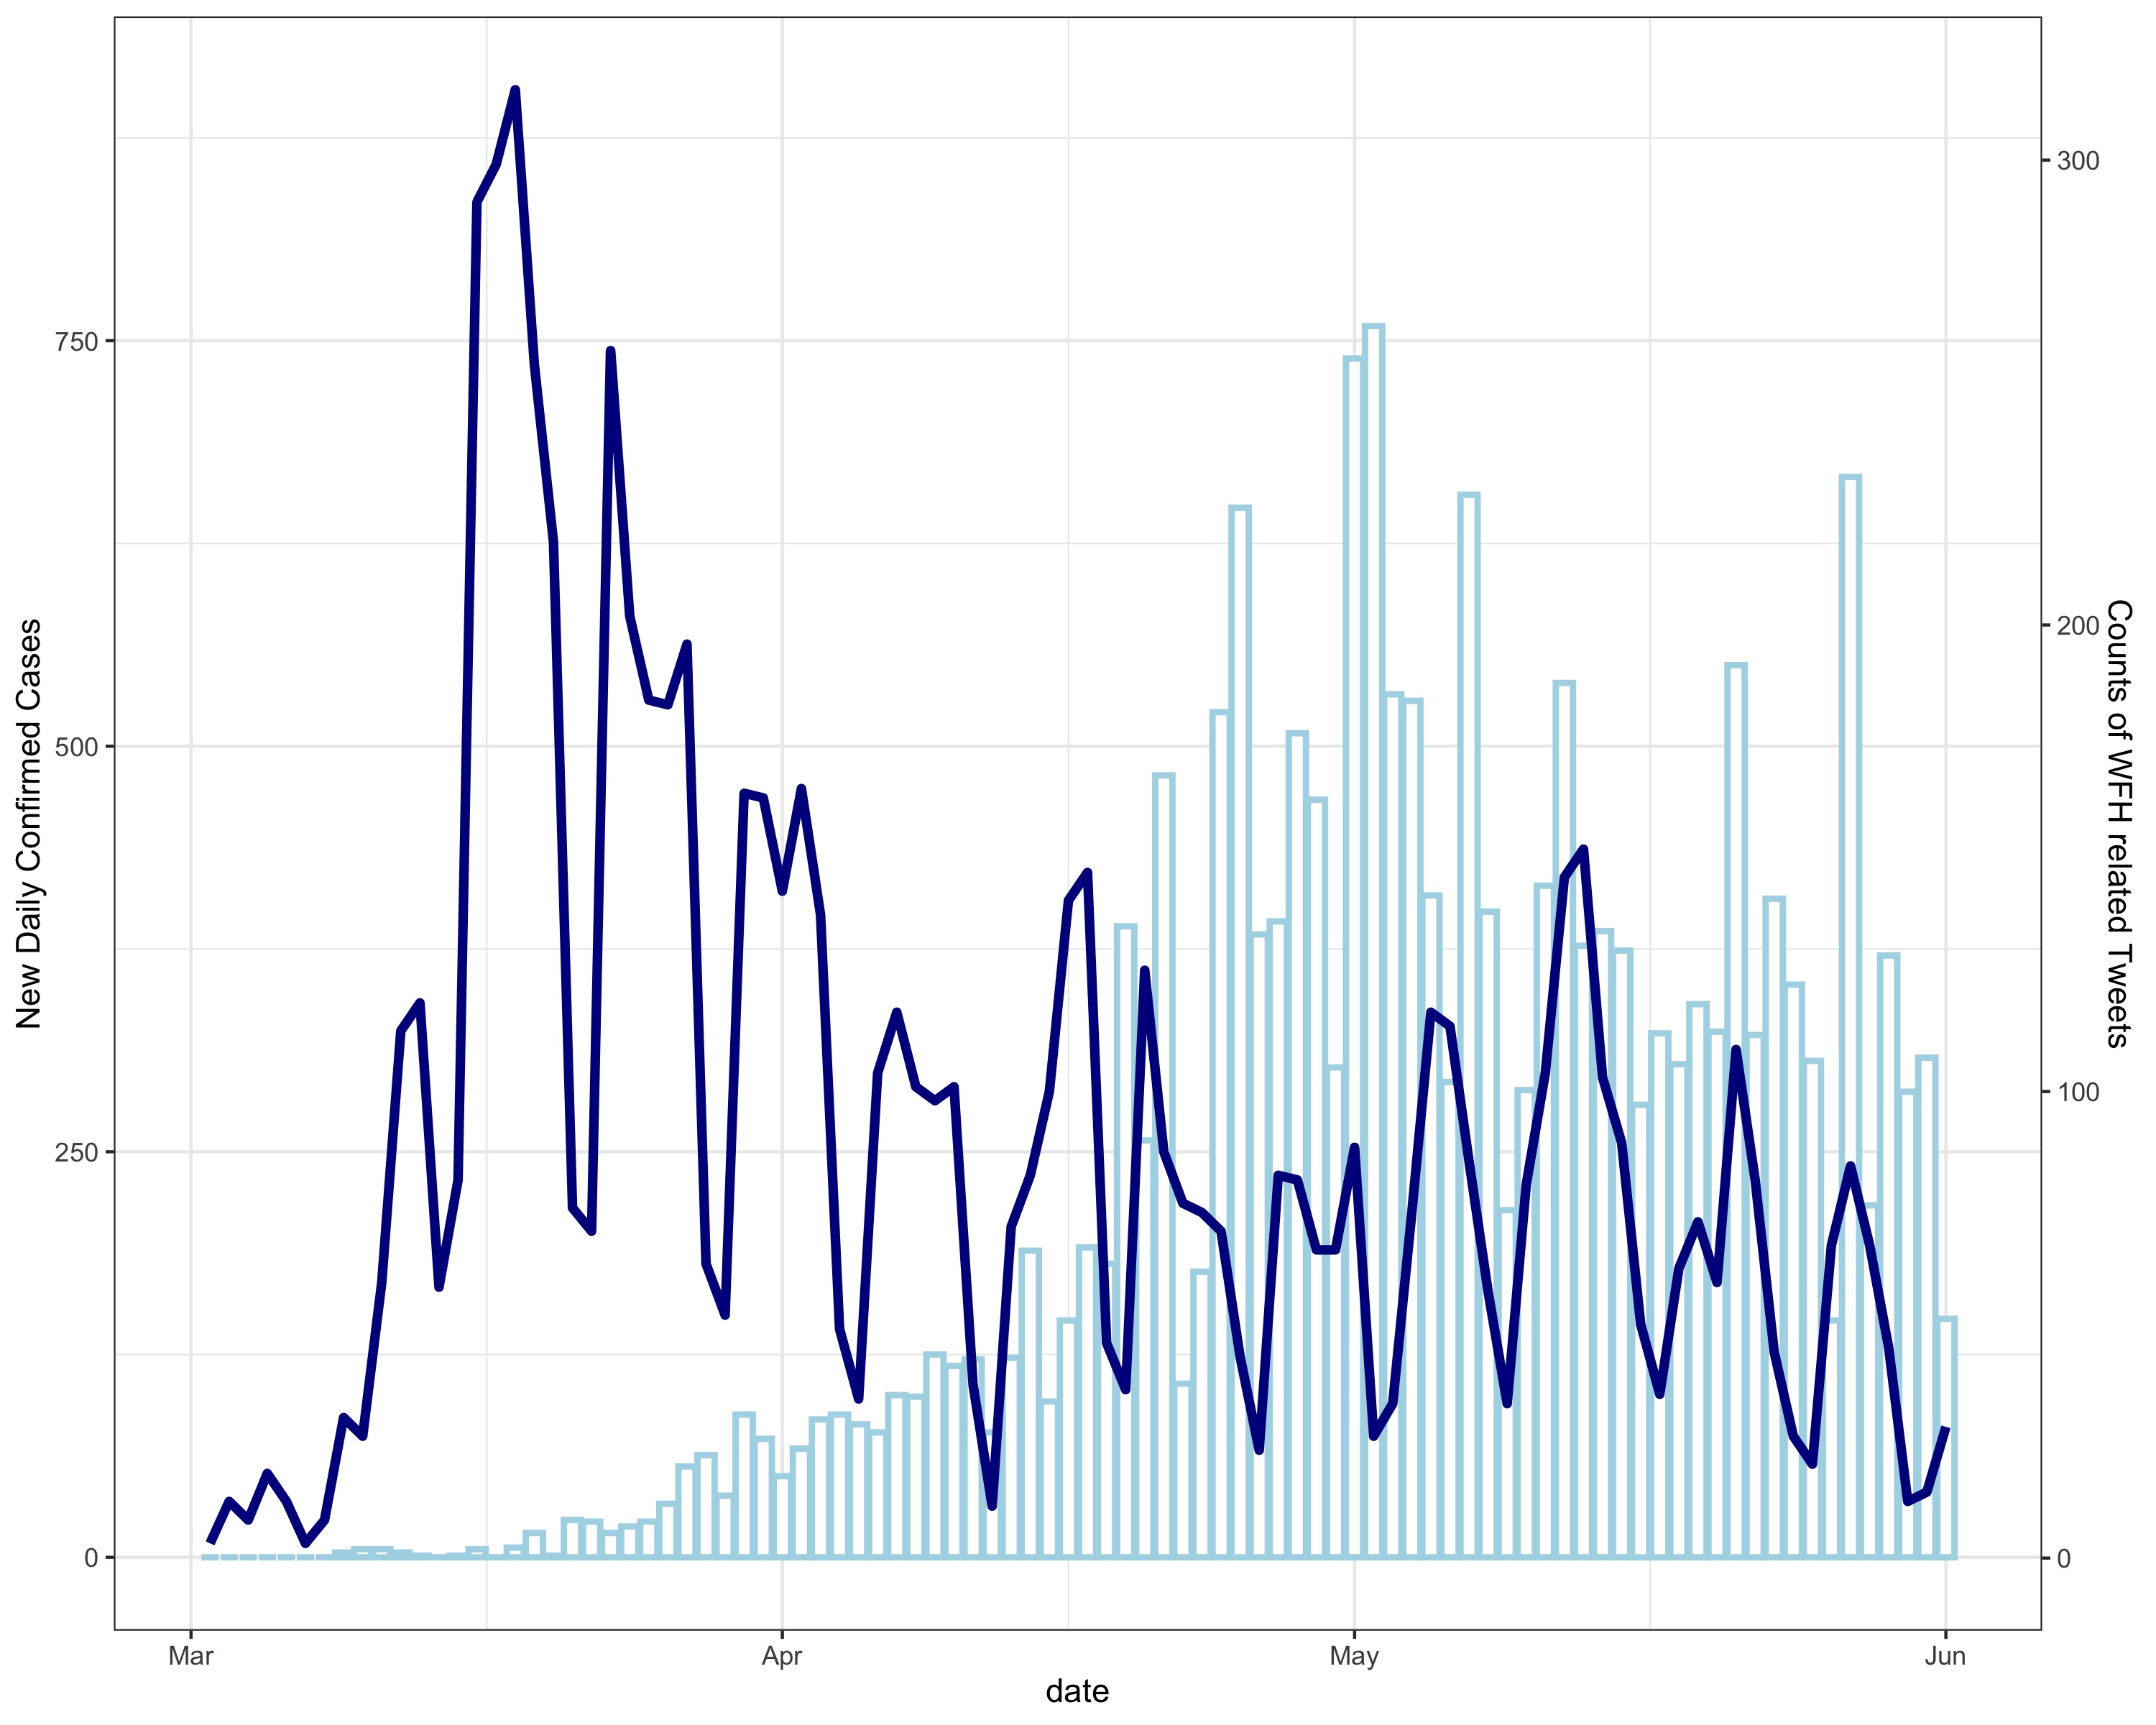 New Daily Confirmed Cases
750
500
250
0
300
200
100
0
Counts of WFH related Tweets
Mar
Apr
May
Jun
date